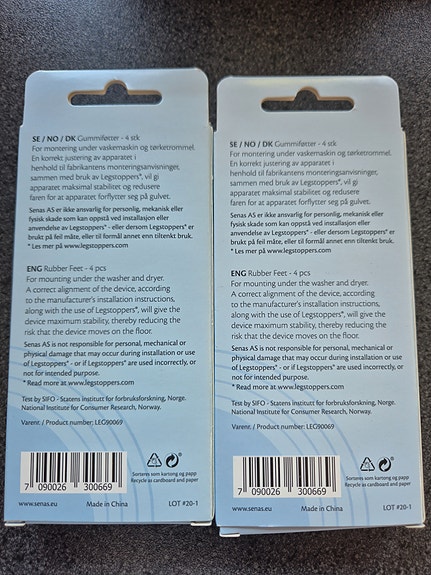 SE / NO / DK Gummiføtter - 4 stk
For montering under vaskemaskin og tørketrommel.
En korrekt justering av apparatet i
henhold til fabrikantens monteringsanvisninger,
sammen med bruk av Legstoppers®, vil gi
apparatet maksimal stabilitet og redusere
faren for at apparatet forflytter seg på gulvet.
Senas AS er ikke ansvarlig for personlig, mekanisk eller
fysisk skade som kan oppstå ved installasjon eller
anvendelse av Legstoppers® - eller dersom Legstoppers® er
brukt på feil måte, eller til formål annet enn tiltenkt bruk.
* Les mer på www.legstoppers.com
ENG Rubber Feet - 4 pcs
For mounting under the washer and dryer.
A correct alignment of the device, according
to the manufacturer's installation instructions,
along with the use of Legstoppers®, will give the
device maximum stability, thereby reducing the
risk that the device moves on the floor.
Senas AS is not responsible for personal, mechanical or
physical damage that may occur during installation or use
of Legstoppers® - or if Legstoppers® are used incorrectly, or
not for intended purpose.
* Read more at www.legstoppers.com
Test by SIFO - Statens institutt for forbruksforskning, Norge.
National Institute for Consumer Research, Norway.
Varenr. / Product number: LEG90069
7 090026 300669
Sorteres som kartong og papp
Recycle as cardboard and paper
www.senas.eu Made in China LOT #20-1
SE / NO / DK Gummiføtter - 4 stk
For montering under vaskemaskin og tørketrommel.
En korrekt justering av apparatet i
henhold til fabrikantens monteringsanvisninger,
sammen med bruk av Legstoppers®, vil gi
apparatet maksimal stabilitet og redusere
faren for at apparatet forflytter seg på gulvet.
Senas AS er ikke ansvarlig for personlig, mekanisk eller
fysisk skade som kan oppstå ved installasjon eller
anvendelse av Legstoppers® - eller dersom Legstoppers® er
brukt på feil måte, eller til formål annet enn tiltenkt bruk.
* Les mer på www.legstoppers.com
ENG Rubber Feet - 4 pcs
For mounting under the washer and dryer.
A correct alignment of the device, according
to the manufacturer's installation instructions,
along with the use of Legstoppers®, will give the
device maximum stability, thereby reducing the
risk that the device moves on the floor.
Senas AS is not responsible for personal, mechanical or
physical damage that may occur during installation or use
of Legstoppers® - or if Legstoppers® are used incorrectly, or
not for intended purpose.
* Read more at www.legstoppers.com
Test by SIFO - Statens institutt for forbruksforskning, Norge.
National Institute for Consumer Research, Norway.
Varenr. / Product number: LEG90069
7 090026 300669
Sorteres som kartong og papp
Recycle as cardboard and paper
www.senas.eu Made in China LOT #20-1